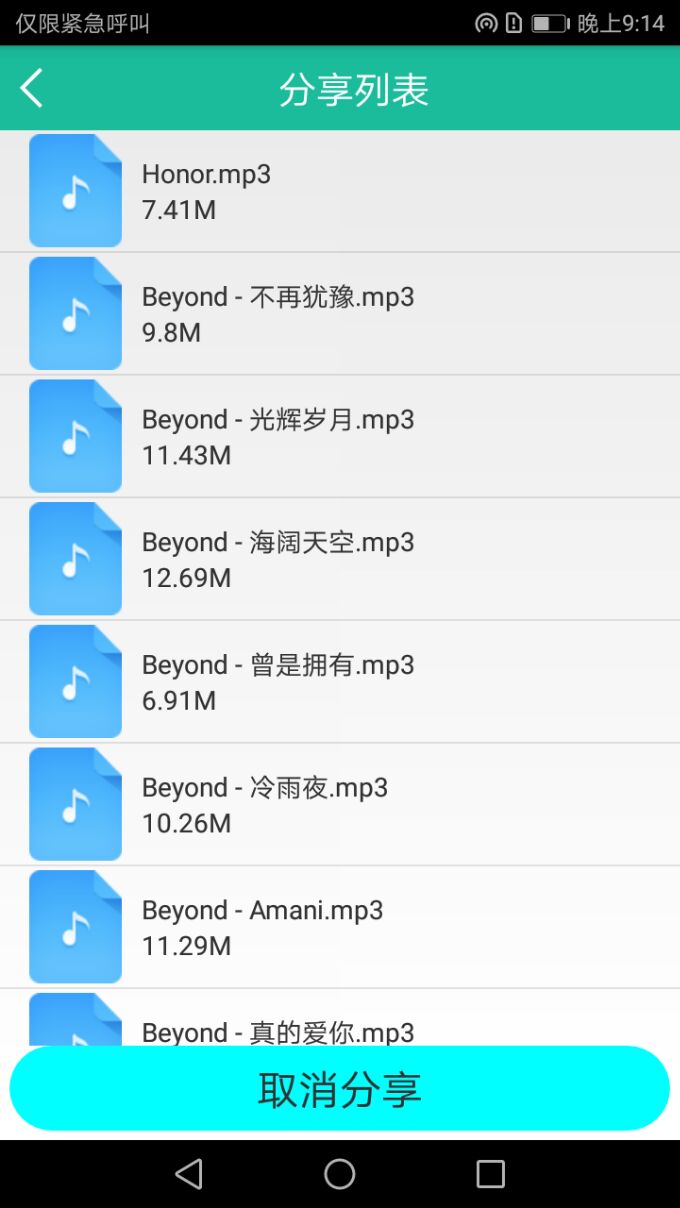 仅限紧急呼叫
晚上9:14
分享列表
Honor.mp3
7.41M
Beyond - 不再犹豫.mp3
9.8M
Beyond - 光辉岁月.mp3
11.43M
Beyond - 海阔天空.mp3
12.69M
Beyond - 曾是拥有.mp3
6.91M
Beyond - 冷雨夜.mp3
10.26M
Beyond - Amani.mp3
11.29M
Beyond - 真的爱你.mp3
取消分享